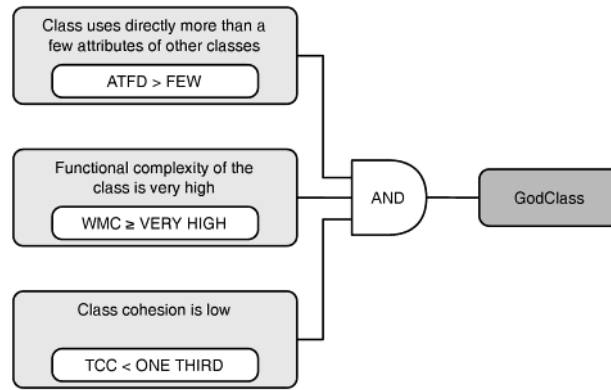 Class uses directly more than a
few attributes of other classes
ATFD > FEW
Functional complexity of the
class is very high
WMC ≥ VERY HIGH
AND
GodClass
Class cohesion is low
TCC < ONE THIRD